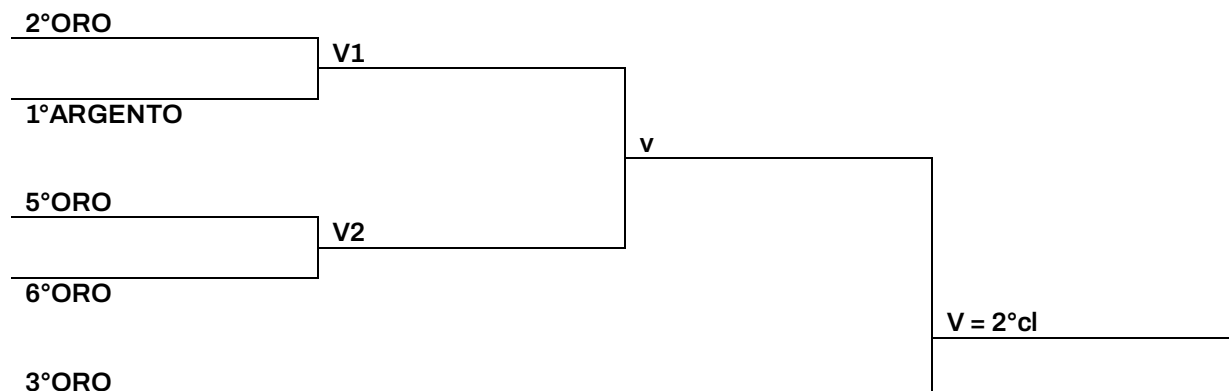 2°ORO
V1
1°ARGENTO
v
5°ORO
V2
6°ORO
V = 2°cl
3°ORO